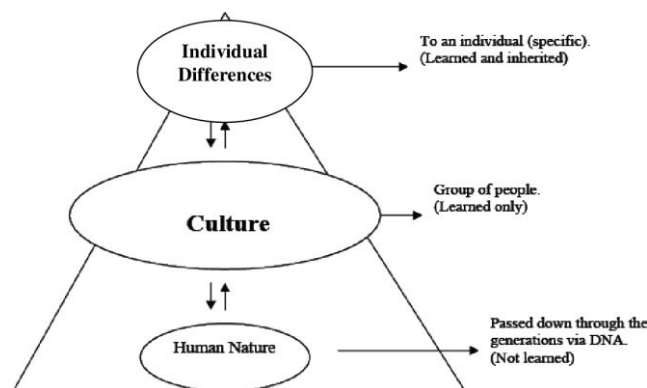 Individual
Differences
To an individual (specific).
(Learned and inherited)
Culture
Group of people.
(Learned only)
Human Nature
Passed down through the
generations via DNA.
(Not learned)